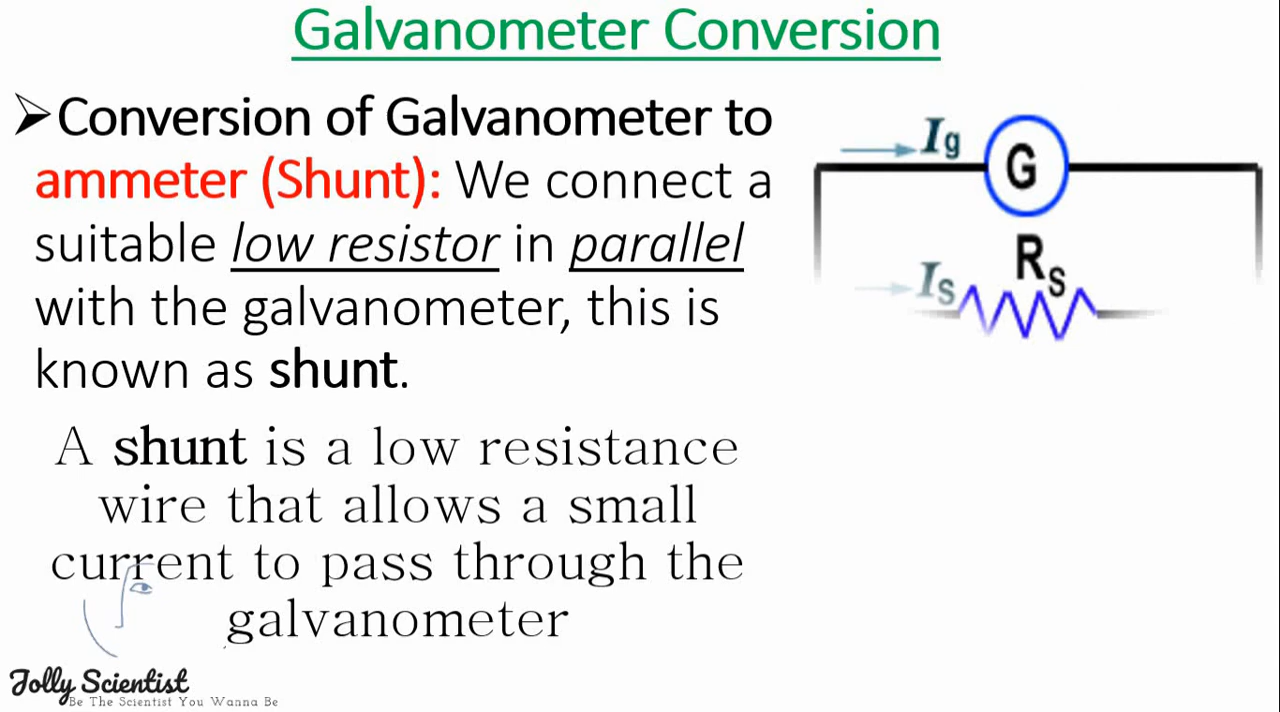 Galvanometer Conversion
➢Conversion of Galvanometer to
ammeter (Shunt): We connect a
suitable low resistor in parallel
with the galvanometer, this is
known as shunt.
A shunt is a low resistance
wire that allows a small
current to pass through the
galvanometer
Ig
G
Rs
Is
Jolly Scientist
Be The Scientist You Wanna Be